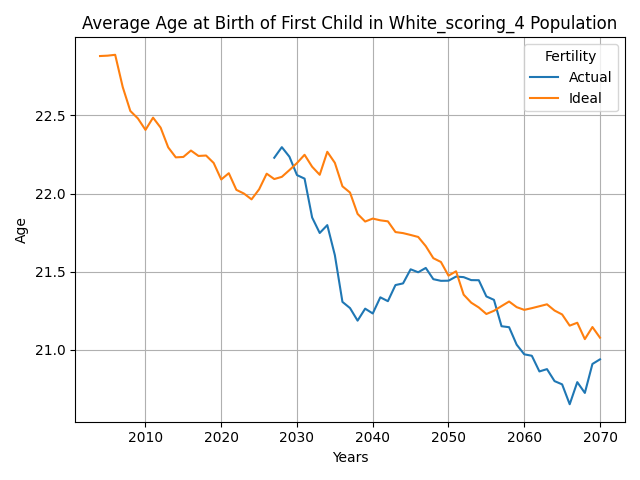 Average Age at Birth of First Child in White_scoring_4 Population
Fertility
Actual
Ideal
22.5
22.0
21.5
21.0
Age
2010 2020 2030 2040 2050 2060 2070
Years